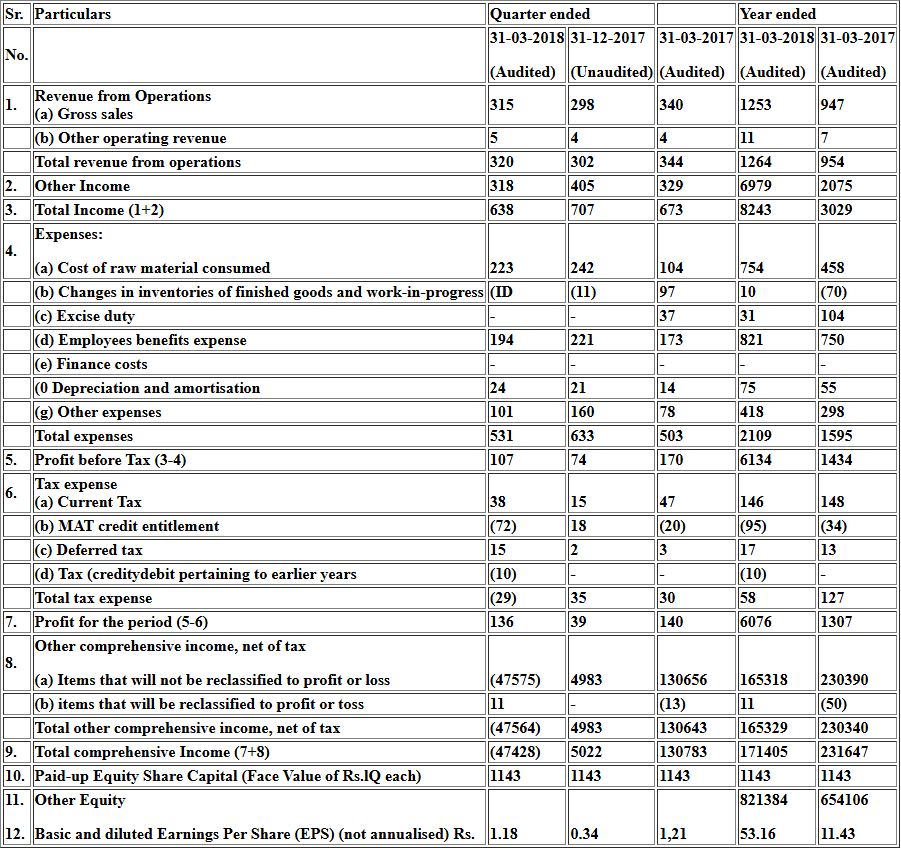 Sr. Particulars Quarter ended Year ended
No. 31-03-2018 31-12-2017 31-03-2017 31-03-2018 31-03-2017
(Audited) (Unaudited) (Audited) (Audited) (Audited)
1. Revenue from Operations
(a) Gross sales 315 298 340 1253 947
(b) Other operating revenue 5 4 4 11 7
Total revenue from operations 320 302 344 1264 954
2. Other Income 318 405 329 6979 2075
3. Total Income (1+2) 638 707 673 8243 3029
4. Expenses:
(a) Cost of raw material consumed 223 242 104 754 458
(b) Changes in inventories of finished goods and work-in-progress (ID (11) 97 10 (70)
(c) Excise duty - - 37 31 104
(d) Employees benefits expense 194 221 173 821 750
(e) Finance costs - - - - -
(0 Depreciation and amortisation 24 21 14 75 55
(g) Other expenses 101 160 78 418 298
Total expenses 531 633 503 2109 1595
5. Profit before Tax (3-4) 107 74 170 6134 1434
6. Tax expense
(a) Current Tax 38 15 47 146 148
(b) MAT credit entitlement (72) 18 (20) (95) (34)
(c) Deferred tax 15 2 3 17 13
(d) Tax (creditydebit pertaining to earlier years (10) - - (10) -
Total tax expense (29) 35 30 58 127
7. Profit for the period (5-6) 136 39 140 6076 1307
8. Other comprehensive income, net of tax
(a) Items that will not be reclassified to profit or loss (47575) 4983 130656 165318 230390
(b) items that will be reclassified to profit or toss 11 - (13) 11 (50)
Total other comprehensive income, net of tax (47564) 4983 130643 165329 230340
9. Total comprehensive Income (7+8) (47428) 5022 130783 171405 231647
10. Paid-up Equity Share Capital (Face Value of Rs.lQ each) 1143 1143 1143 1143 1143
11. Other Equity 821384 654106
12. Basic and diluted Earnings Per Share (EPS) (not annualised) Rs. 1.18 0.34 1,21 53.16 11.43